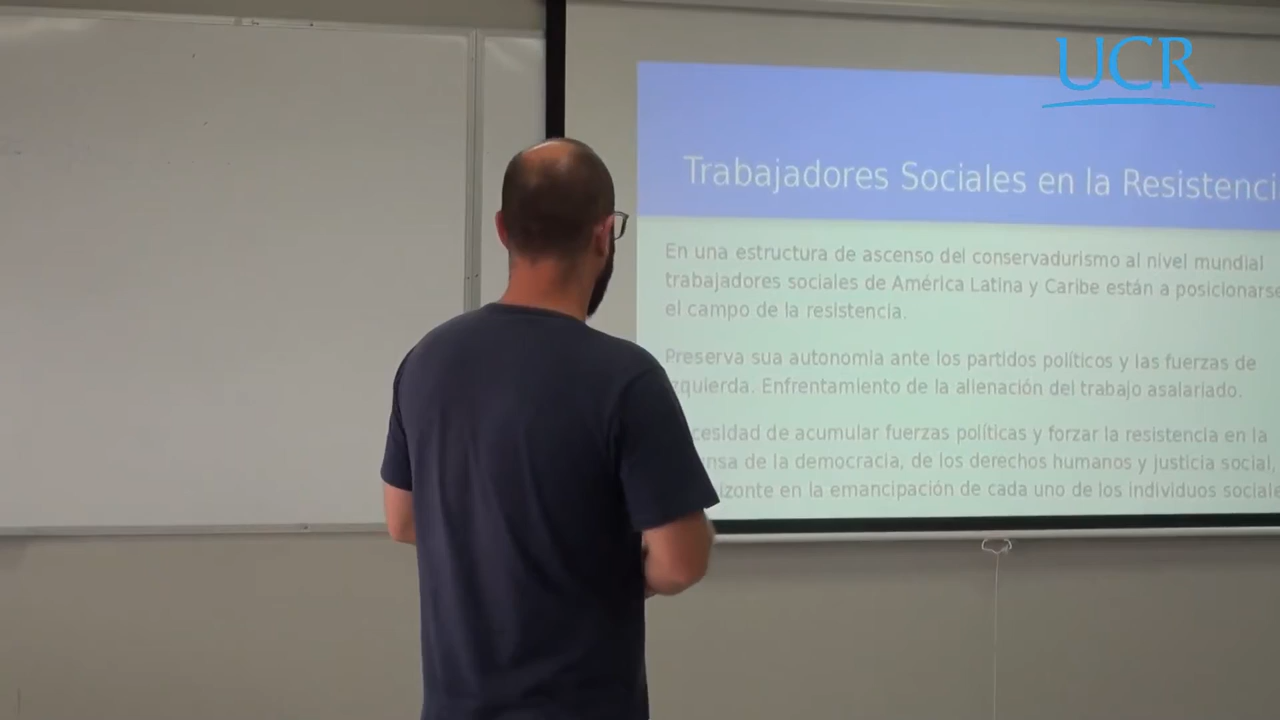 UCR
Trabajadores Sociales en la Resistenci
En una estructura de ascenso del conservadurismo al nivel mundial
trabajadores sociales de América Latina y Caribe están a posicionarse
el campo de la resistencia.
Preserva sua autonomia ante los partidos políticos y las fuerzas de
izquierda. Enfrentamiento de la alienación del trabajo asalariado.
cesidad de acumular fuerzas políticas y forzar la resistencia en la
nsa de la democracia, de los derechos humanos y justicia social,
izonte en la emancipación de cada uno de los individuos sociale